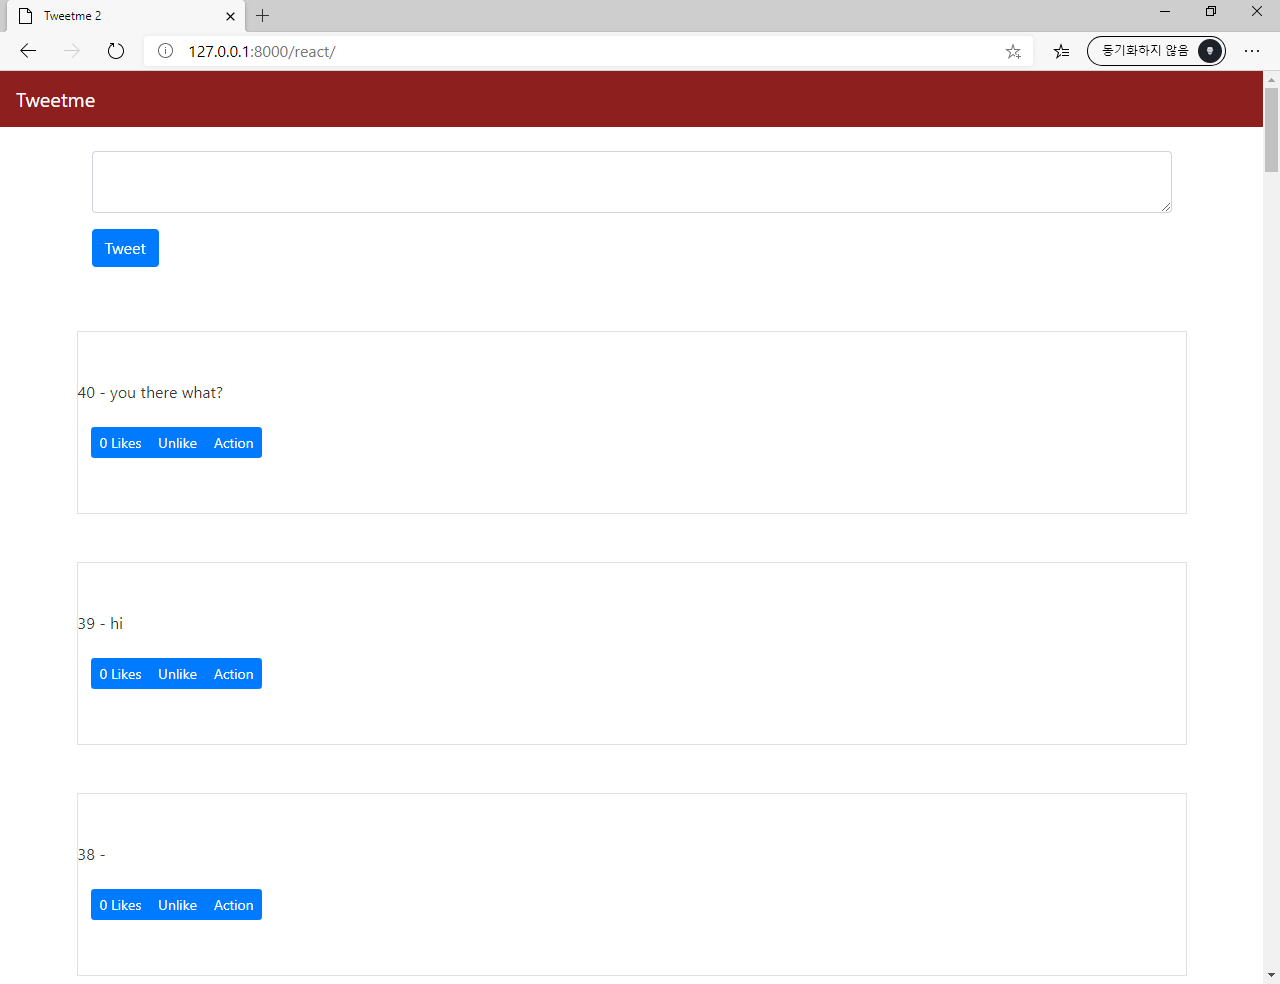 Tweetme 2
127.0.0.1:8000/react/
동기화하지 않음
Tweetme
Tweet
40 - you there what?
0 Likes Unlike Action
39 - hi
0 Likes Unlike Action
38 -
0 Likes Unlike Action